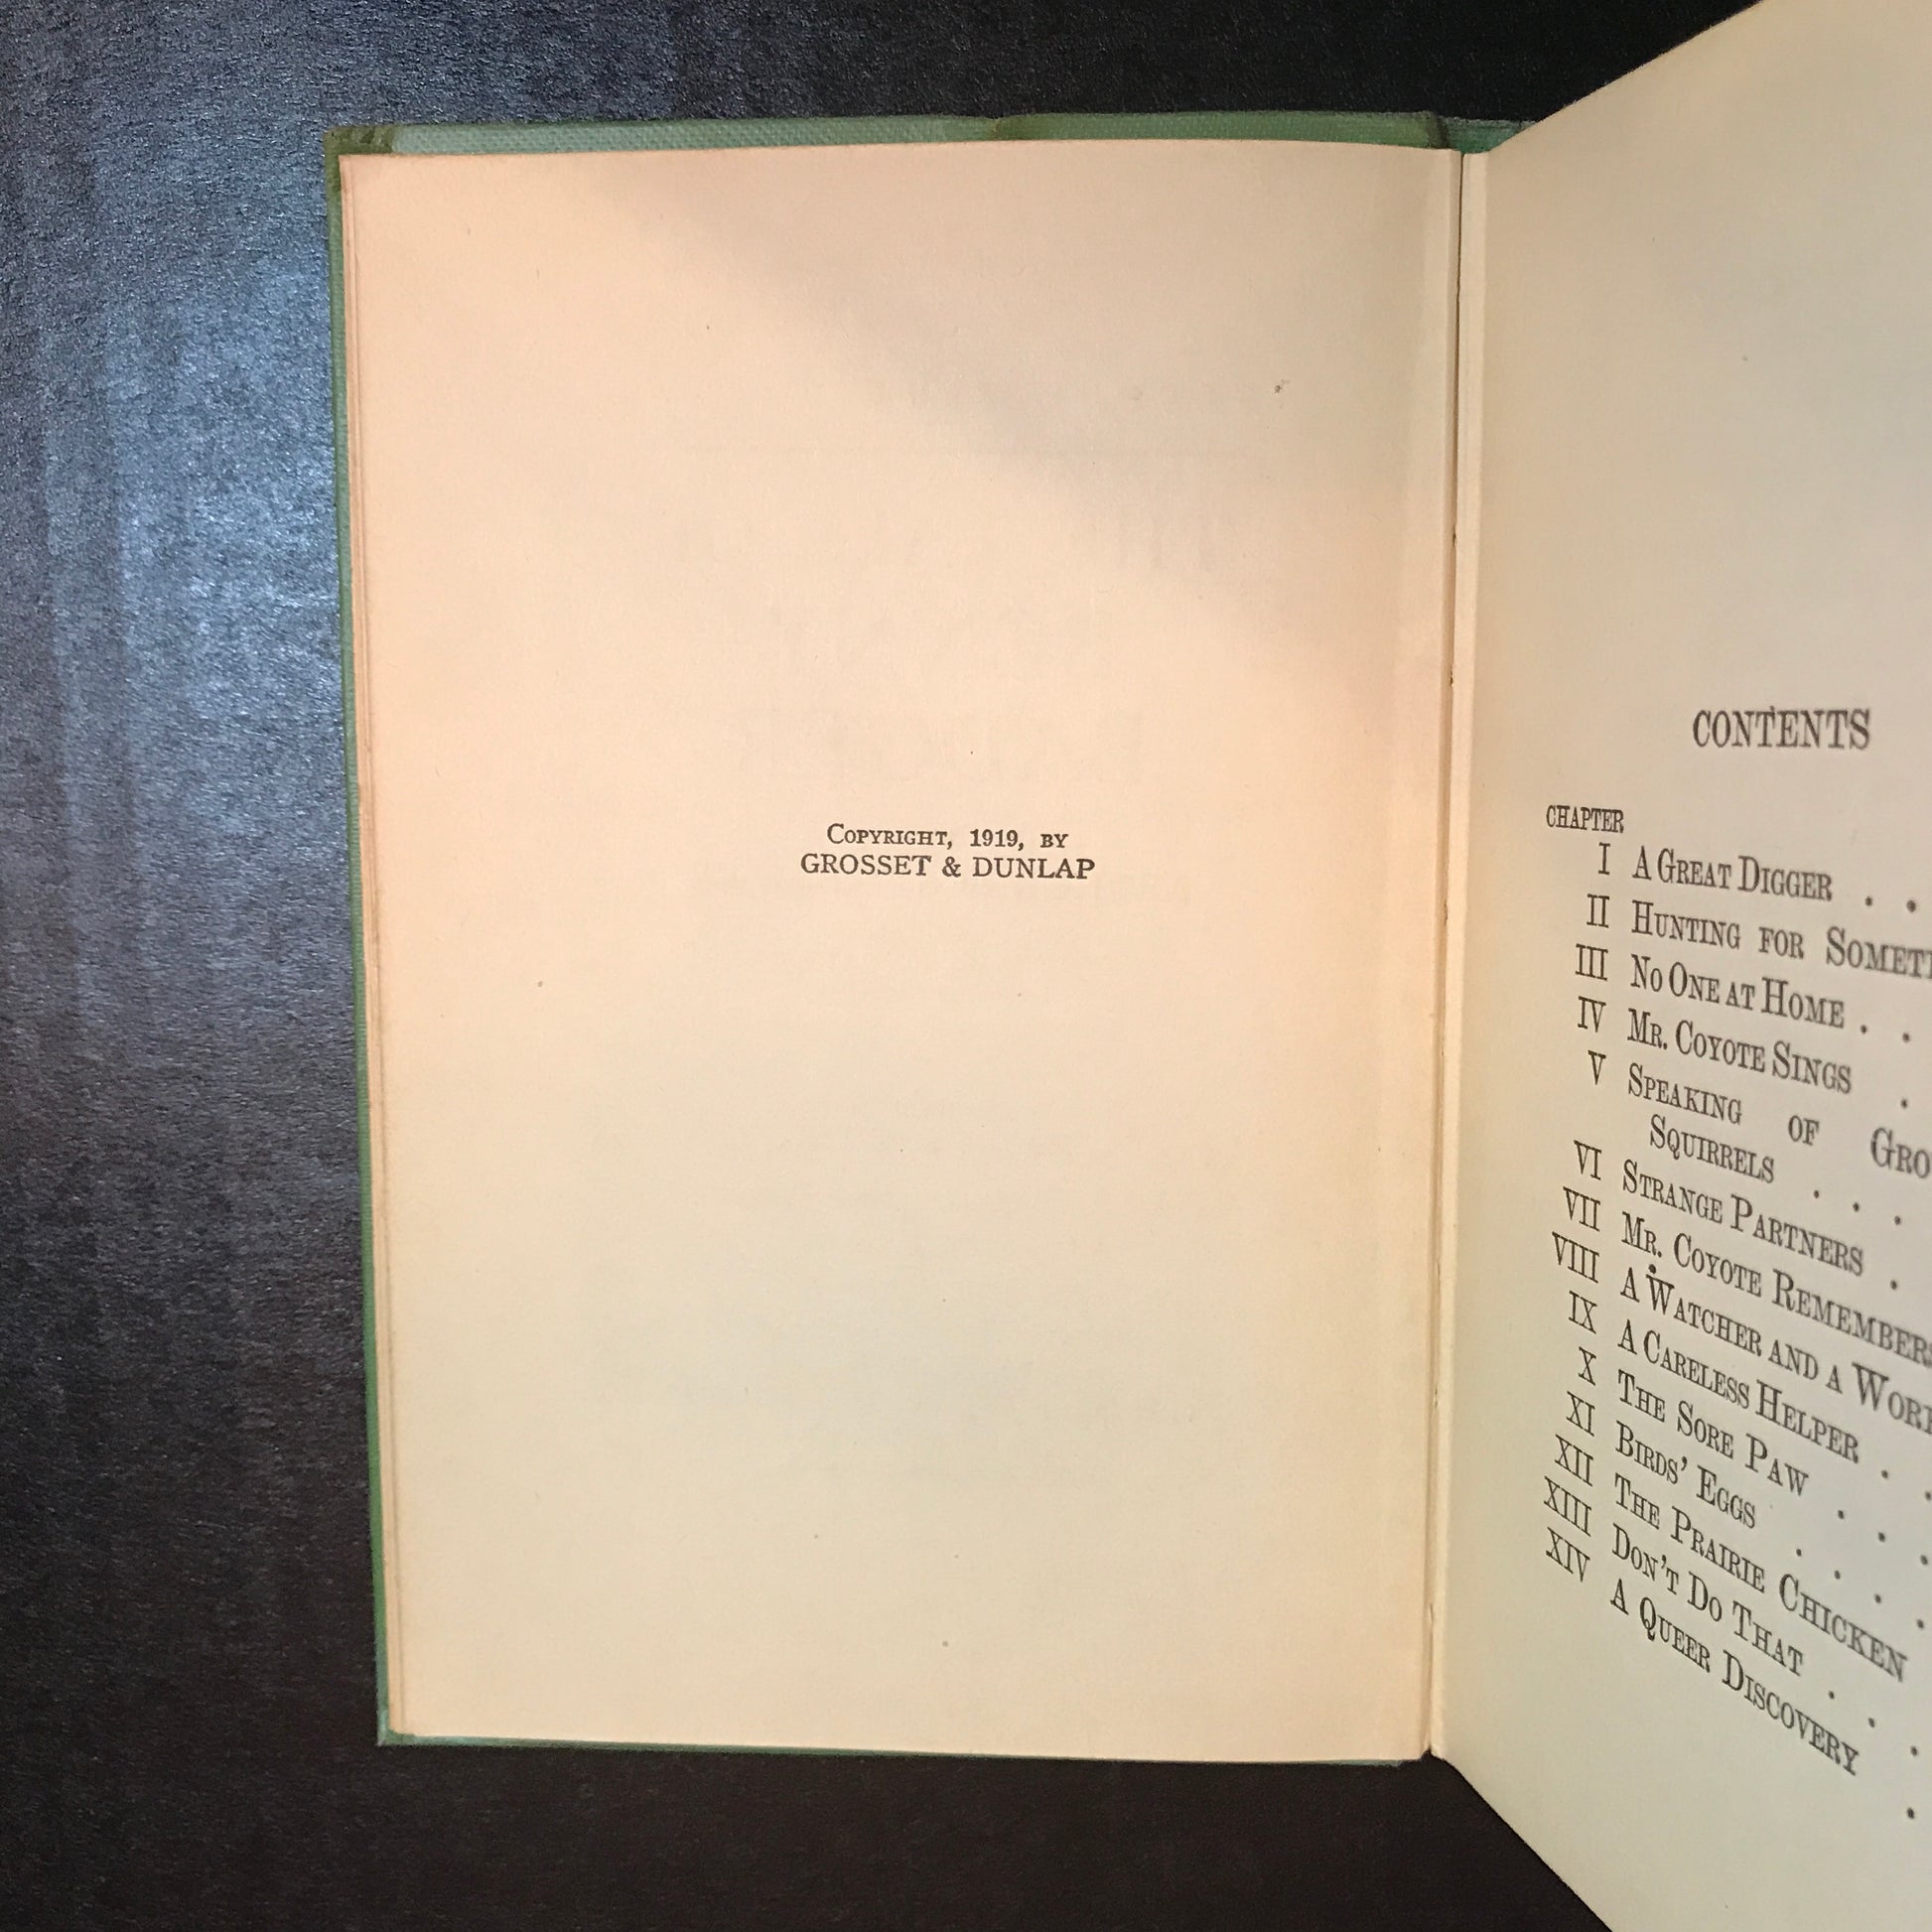 COPYRIGHT, 1919, BY
GROSSET & DUNLAP
CONTENTS
CHAPTER
I A GREAT DIGGER . .
II HUNTING FOR
III NO ONE AT HOME . .
IV MR. COYOTE SINGS .
V SPEAKING OF
SQUIRRELS . . .
VI STRANGE PARTNERS .
VII MR. COYOTE REMEMBERS
VIII A WATCHER AND A
IX A CARELESS HELPER . .
X THE SORE PAW . . .
XI BIRDS' EGGS . . . .
XII THE PRAIRIE CHICKEN
XIII DON'T DO THAT . . .
XIV A QUEER DISCOVERY .